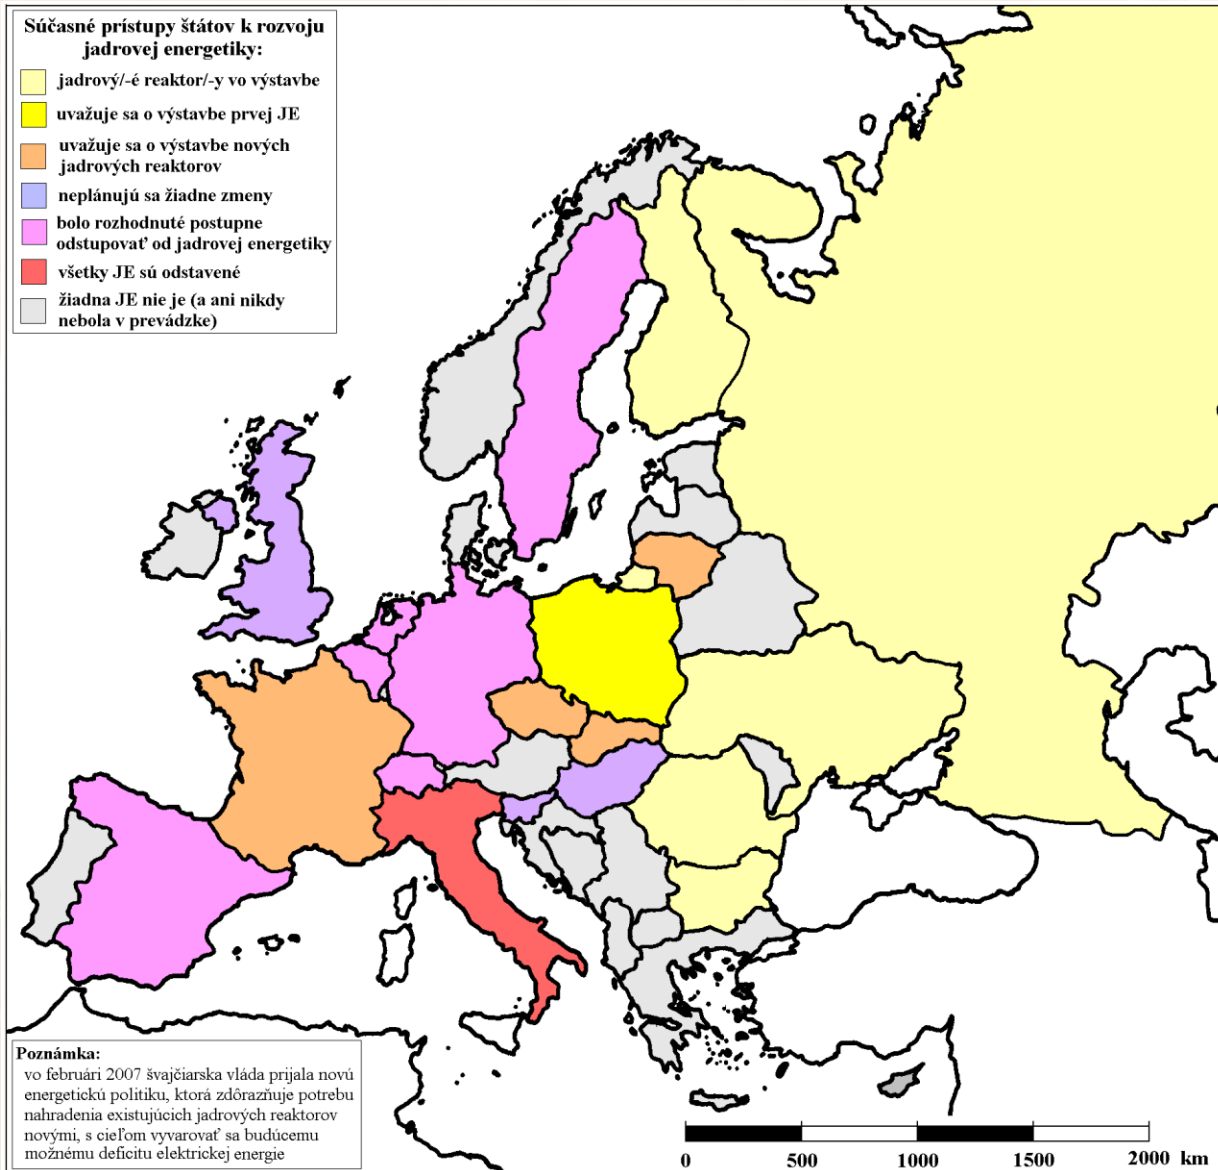 Súčasné prístupy štátov k rozvoju
jadrovej energetiky:
jadrový/-é reaktor/-y vo výstavbe
uvažuje sa o výstavbe prvej JE
uvažuje sa o výstavbe nových
jadrových reaktorov
neplánujú sa žiadne zmeny
bolo rozhodnuté postupne
odstupovať od jadrovej energetiky
všetky JE sú odstavené
žiadna JE nie je (a ani nikdy
nebola v prevádzke)
Poznámka:
vo februári 2007 švajčiarska vláda prijala novú
energetickú politiku, ktorá zdôrazňuje potrebu
nahradenia existujúcich jadrových reaktorov
novými, s cieľom vyvarovať sa budúcemu
možnému deficitu elektrickej energie
0 500 1000 1500 2000 km